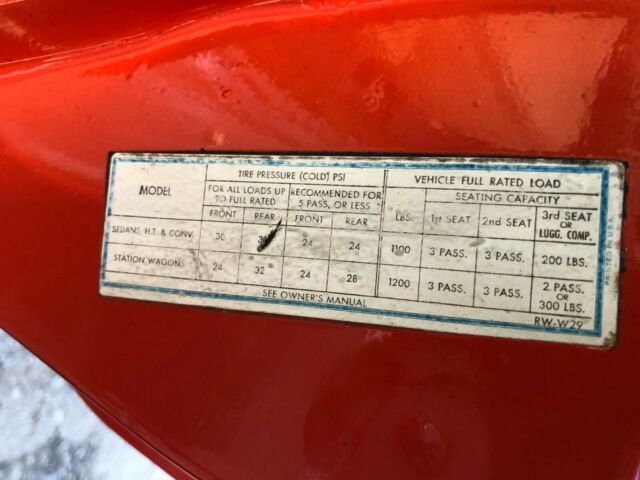 TIRE PRESSURE (COLD) PSI VEHICLE FULL RATED LOAD
MODEL FOR ALL LOADS UP TO FULL RATED RECOMMENDED FOR 5 PASS. OR LESS LBS. SEATING CAPACITY
FRONT REAR FRONT REAR 1st SEAT 2nd SEAT 3rd SEAT OR LUGG. COMP.
SEDANS, H.T. & CONV. 30 24 24 1100 3 PASS. 3 PASS. 200 LBS.
STATION WAGONS 24 32 24 28 1200 3 PASS. 3 PASS. 2 PASS. OR 300 LBS.
SEE OWNER'S MANUAL
RW-W29
PRINTED IN U.S.A.